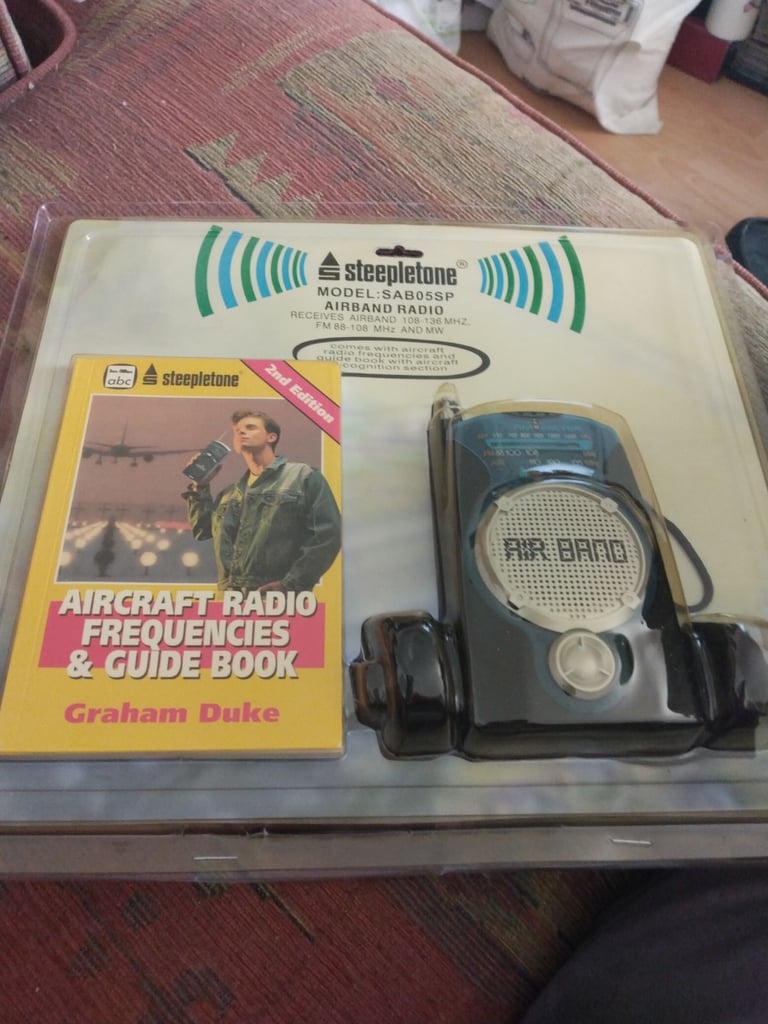 steepletone®
MODEL:SAB05SP
AIRBAND RADIO
RECEIVES AIRBAND 108-136 MHZ,
FM 88-108 MHz AND MW
comes with aircraft
radio frequencies and
guide book with aircraft
cognition section
abc steepletone
2nd Edition
AIRCRAFT RADIO
FREQUENCIES
& GUIDE BOOK
Graham Duke
AIR BAND